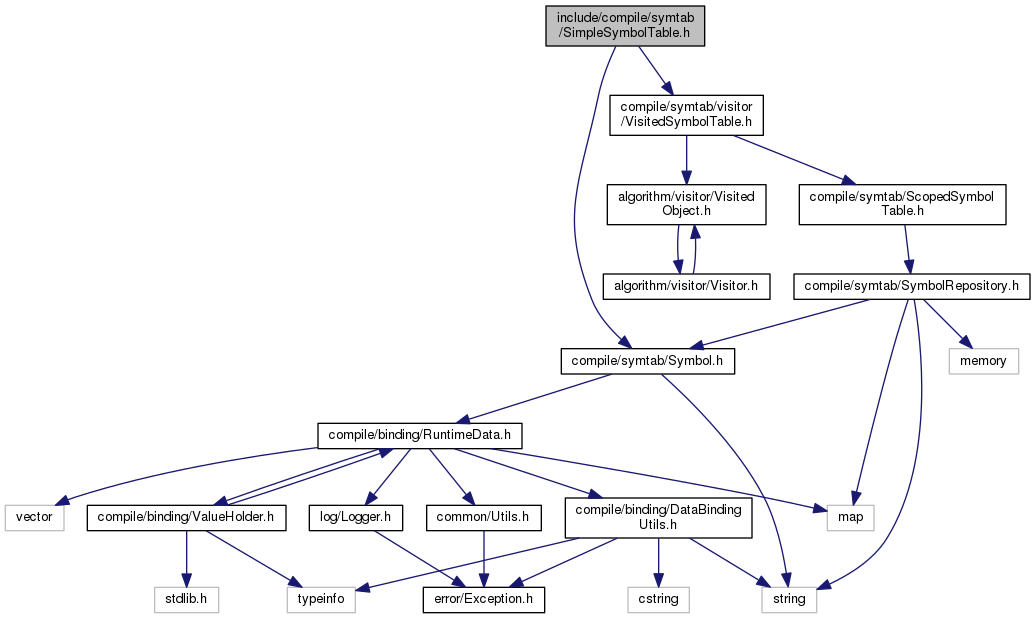 include/compile/symtab
/SimpleSymbolTable.h
compile/symtab/visitor
/VisitedSymbolTable.h
algorithm/visitor/Visited
Object.h
compile/symtab/ScopedSymbol
Table.h
algorithm/visitor/Visitor.h
compile/symtab/SymbolRepository.h
compile/symtab/Symbol.h
memory
compile/binding/RuntimeData.h
vector
compile/binding/ValueHolder.h
log/Logger.h
common/Utils.h
compile/binding/DataBinding
Utils.h
map
stdlib.h
typeinfo
error/Exception.h
cstring
string